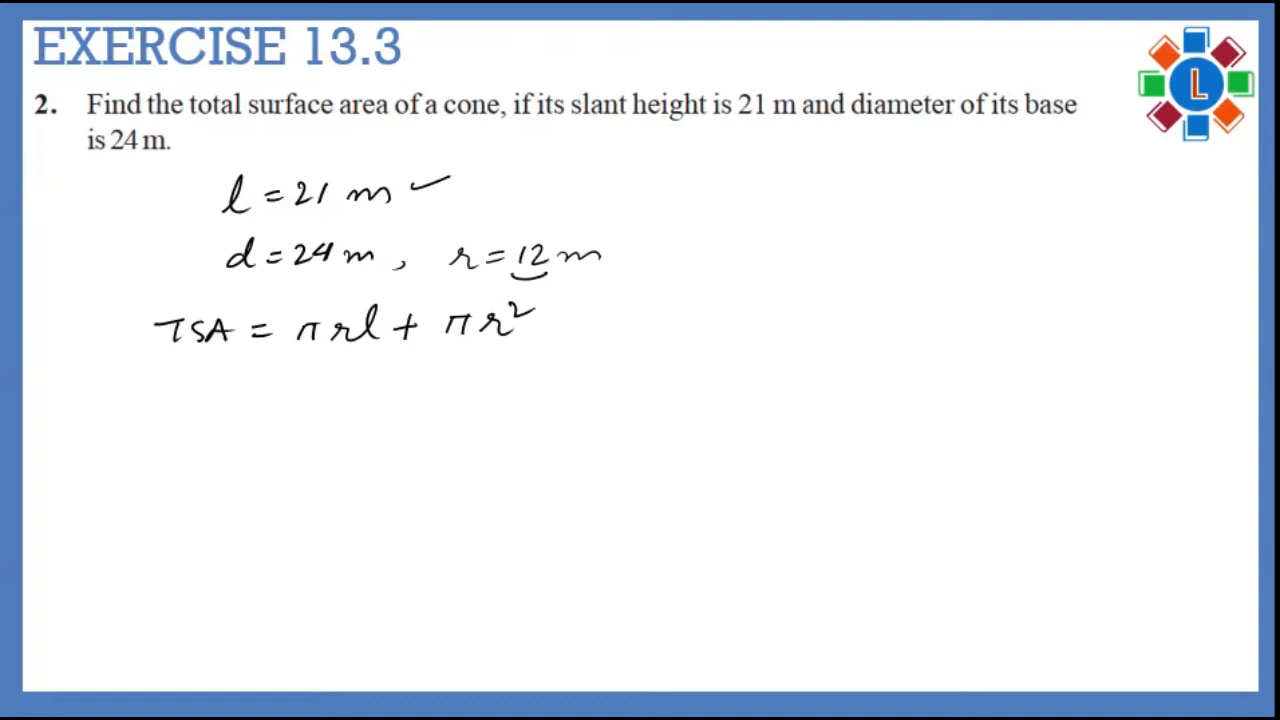 EXERCISE 13.3
2. Find the total surface area of a cone, if its slant height is 21 m and diameter of its base
is 24 m.
l = 21 m
d = 24 m, r = 12 m
TSA = πrl + πr²
L